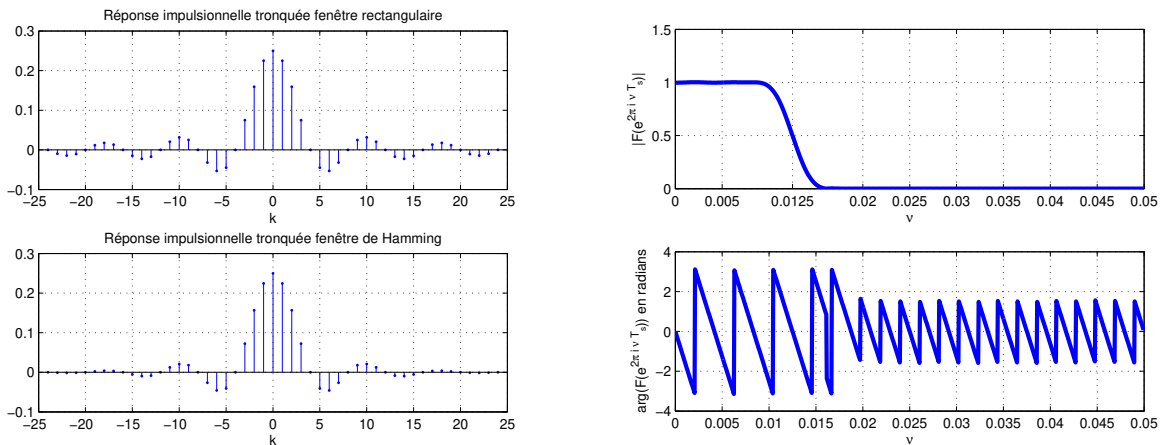 Réponse impulsionnelle tronquée fenêtre rectangulaire
0.3
0.2
0.1
0
−0.1
−25 −20 −15 −10 −5 0 5 10 15 20 25
k
Réponse impulsionnelle tronquée fenêtre de Hamming
0.3
0.2
0.1
0
−0.1
−25 −20 −15 −10 −5 0 5 10 15 20 25
k
1.5
1
0.5
0
|F(e^{2π i ν T_s})|
0 0.005 0.0125 0.02 0.025 0.03 0.035 0.04 0.045 0.05
ν
4
2
0
−2
−4
arg(F(e^{2π i ν T_s})) en radians
0 0.005 0.01 0.015 0.02 0.025 0.03 0.035 0.04 0.045 0.05
ν